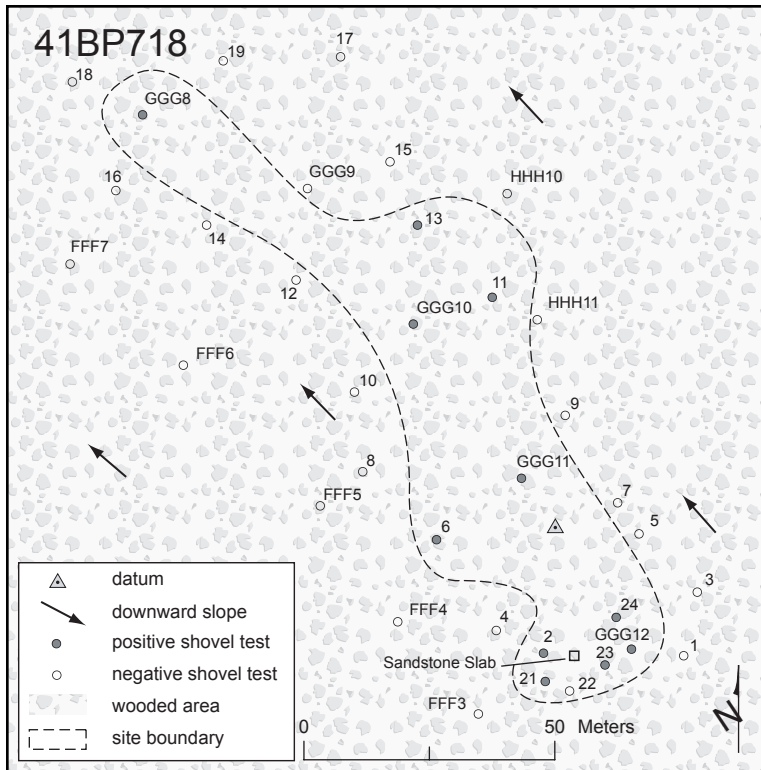 41BP718
17
19
18
GGG8
15
GGG9
HHH10
16
13
14
FFF7
12
11
GGG10
HHH11
FFF6
10
9
8
GGG11
7
FFF5
6
5
3
24
FFF4
4
2
GGG12
1
Sandstone Slab
23
21
22
FFF3
datum
downward slope
positive shovel test
negative shovel test
wooded area
site boundary
0
50 Meters
N